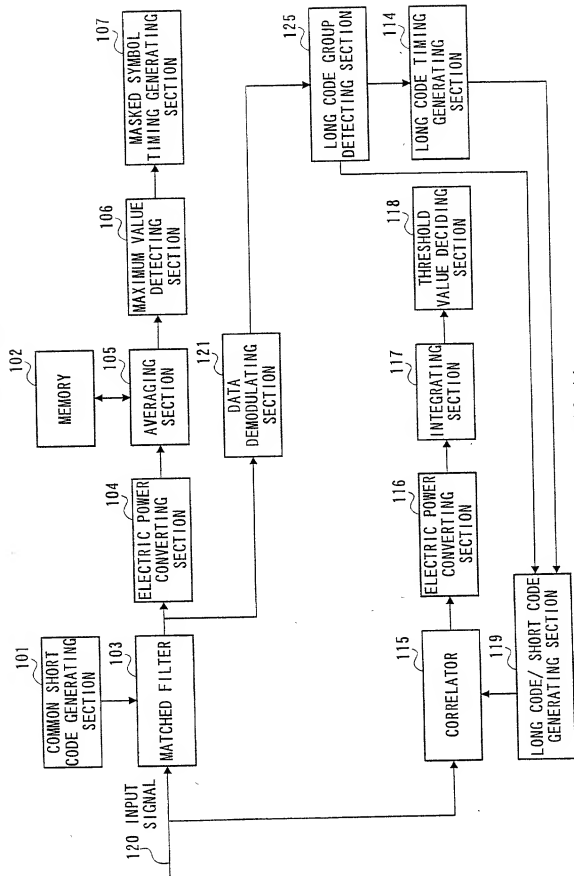 101
COMMON SHORT
CODE GENERATING
SECTION
102
MEMORY
107
MASKED SYMBOL
TIMING GENERATING
SECTION
106
MAXIMUM VALUE
DETECTING
SECTION
105
AVERAGING
SECTION
104
ELECTRIC POWER
CONVERTING
SECTION
103
MATCHED FILTER
120 INPUT
SIGNAL
121
DATA
DEMODULATING
SECTION
125
LONG CODE GROUP
DETECTING SECTION
114
LONG CODE TIMING
GENERATING
SECTION
118
THRESHOLD
VALUE DECIDING
SECTION
117
INTEGRATING
SECTION
116
ELECTRIC POWER
CONVERTING
SECTION
115
CORRELATOR
119
LONG CODE/ SHORT CODE
GENERATING SECTION